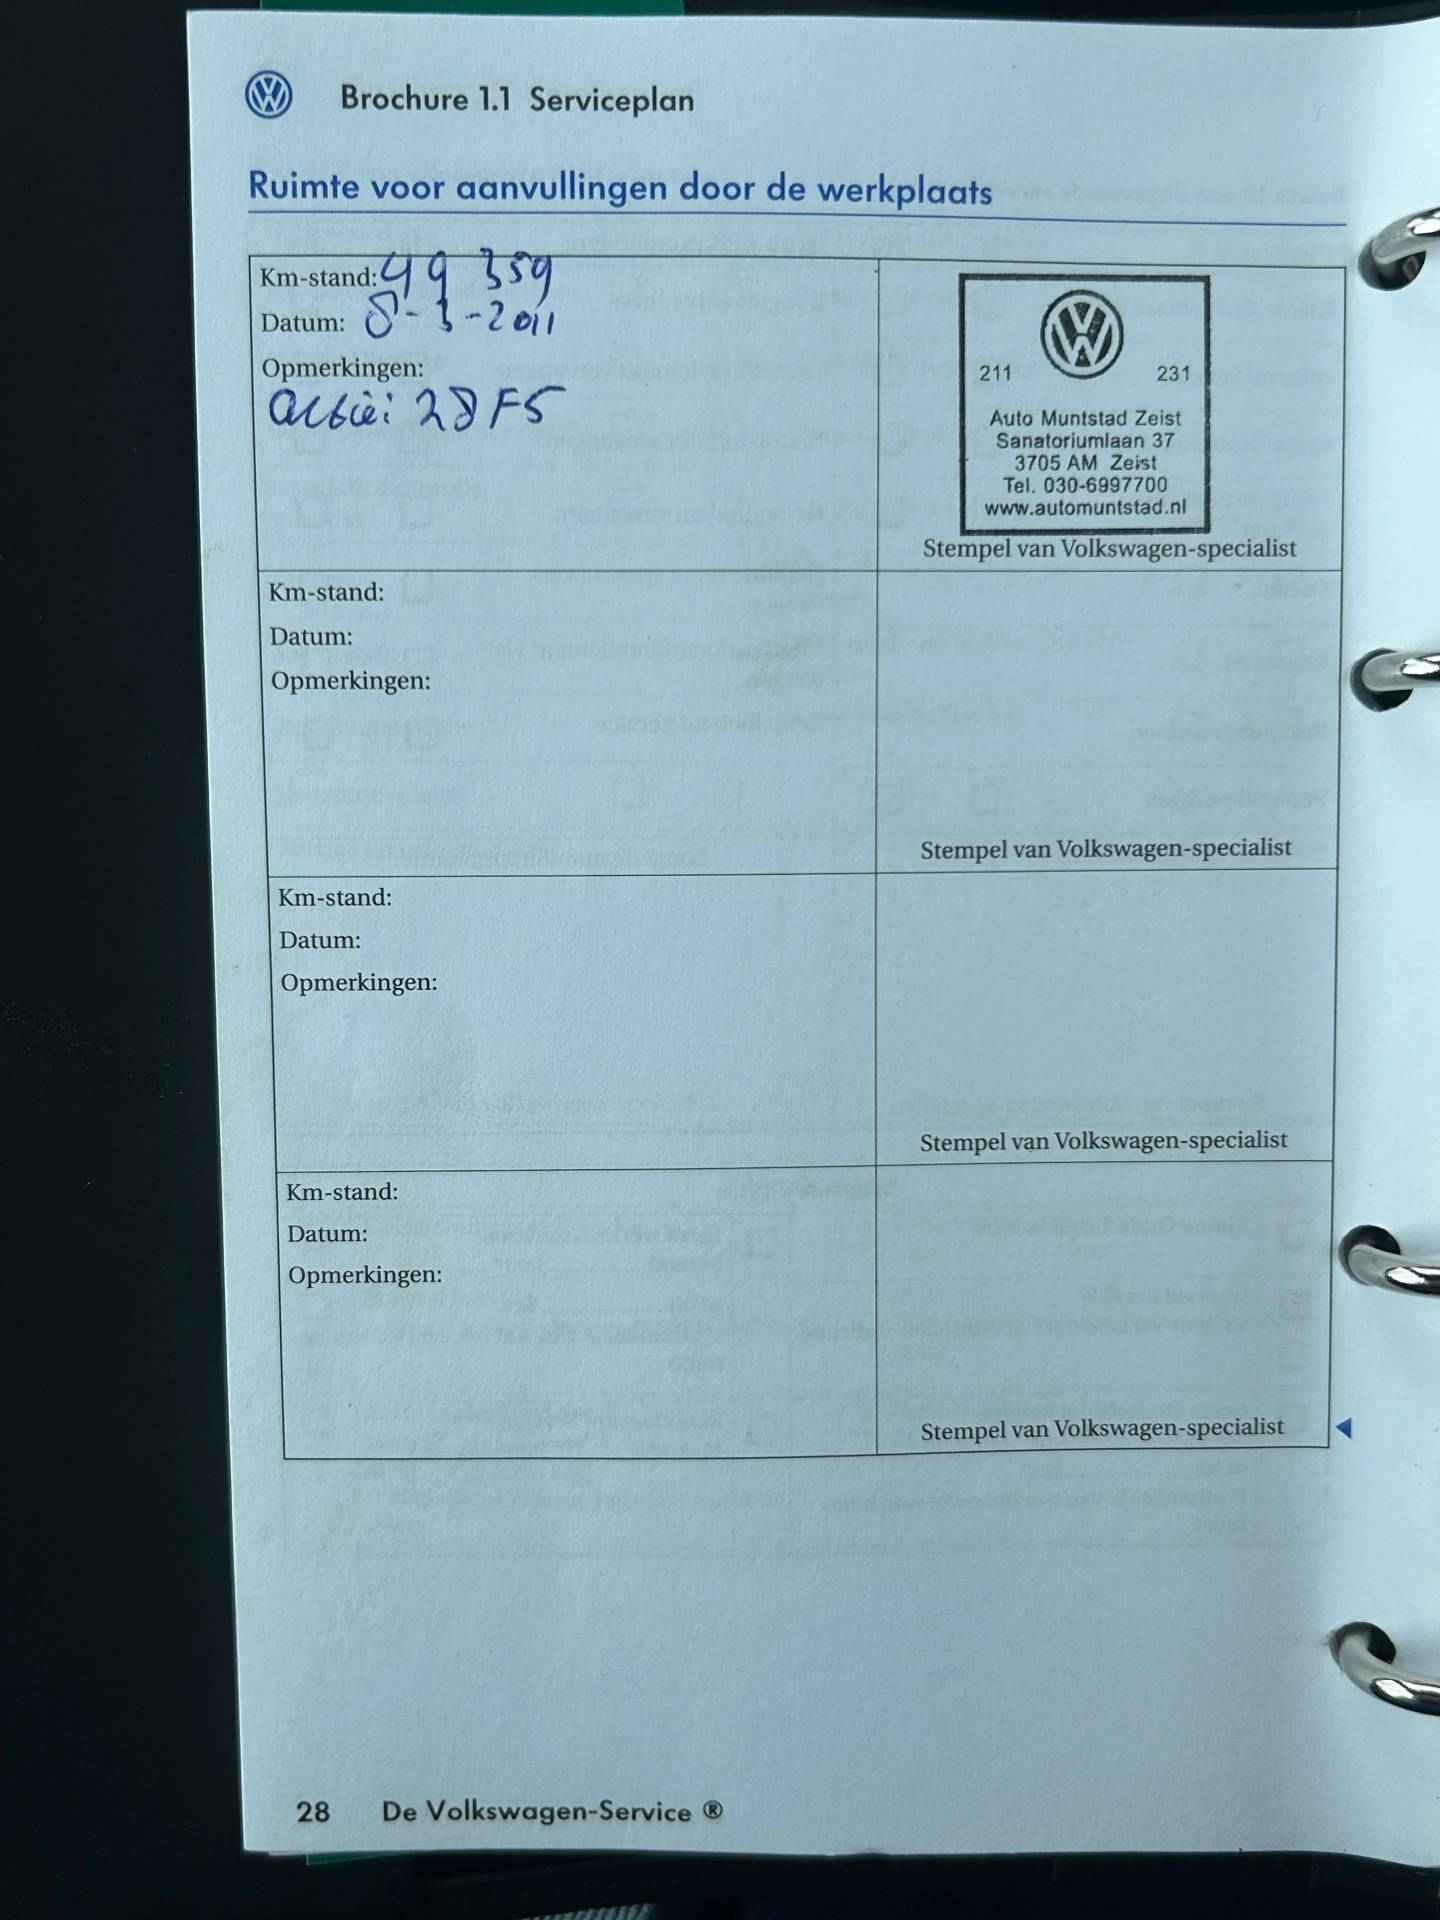 Brochure 1.1 Serviceplan
Ruimte voor aanvullingen door de werkplaats
Km-stand: 49 359
Datum: 8-3-2011
Opmerkingen:
actie: 28F5
211 231
Auto Muntstad Zeist
Sanatoriumlaan 37
3705 AM Zeist
Tel. 030-6997700
www.automuntstad.nl
Stempel van Volkswagen-specialist
Km-stand:
Datum:
Opmerkingen:
Stempel van Volkswagen-specialist
Km-stand:
Datum:
Opmerkingen:
Stempel van Volkswagen-specialist
Km-stand:
Datum:
Opmerkingen:
Stempel van Volkswagen-specialist
28 De Volkswagen-Service ®